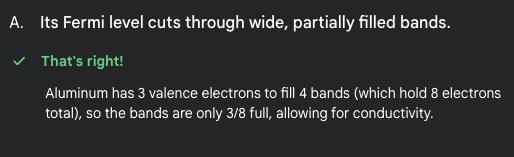 A. Its Fermi level cuts through wide, partially filled bands.
✓ That's right!
Aluminum has 3 valence electrons to fill 4 bands (which hold 8 electrons
total), so the bands are only 3/8 full, allowing for conductivity.